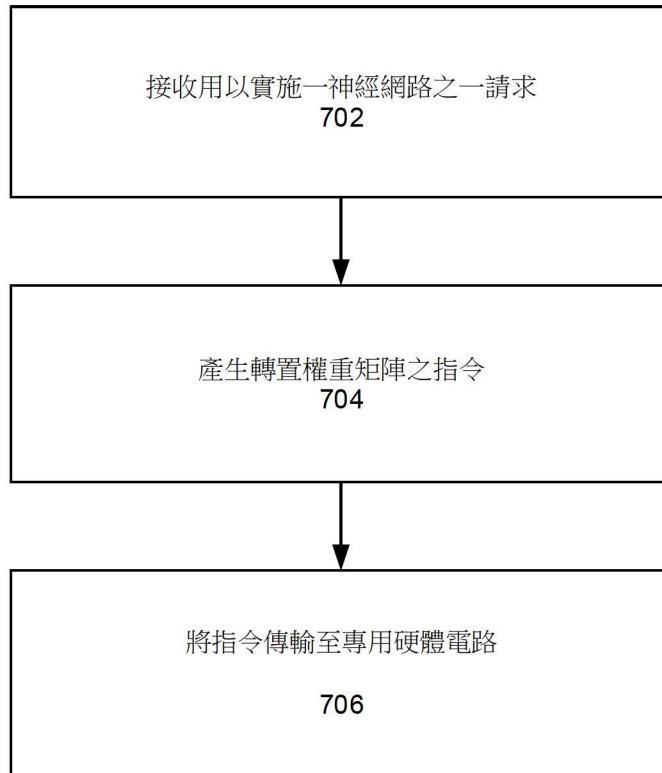 接收用以實施一神經網路之一請求
702
產生轉置權重矩陣之指令
704
將指令傳輸至專用硬體電路
706